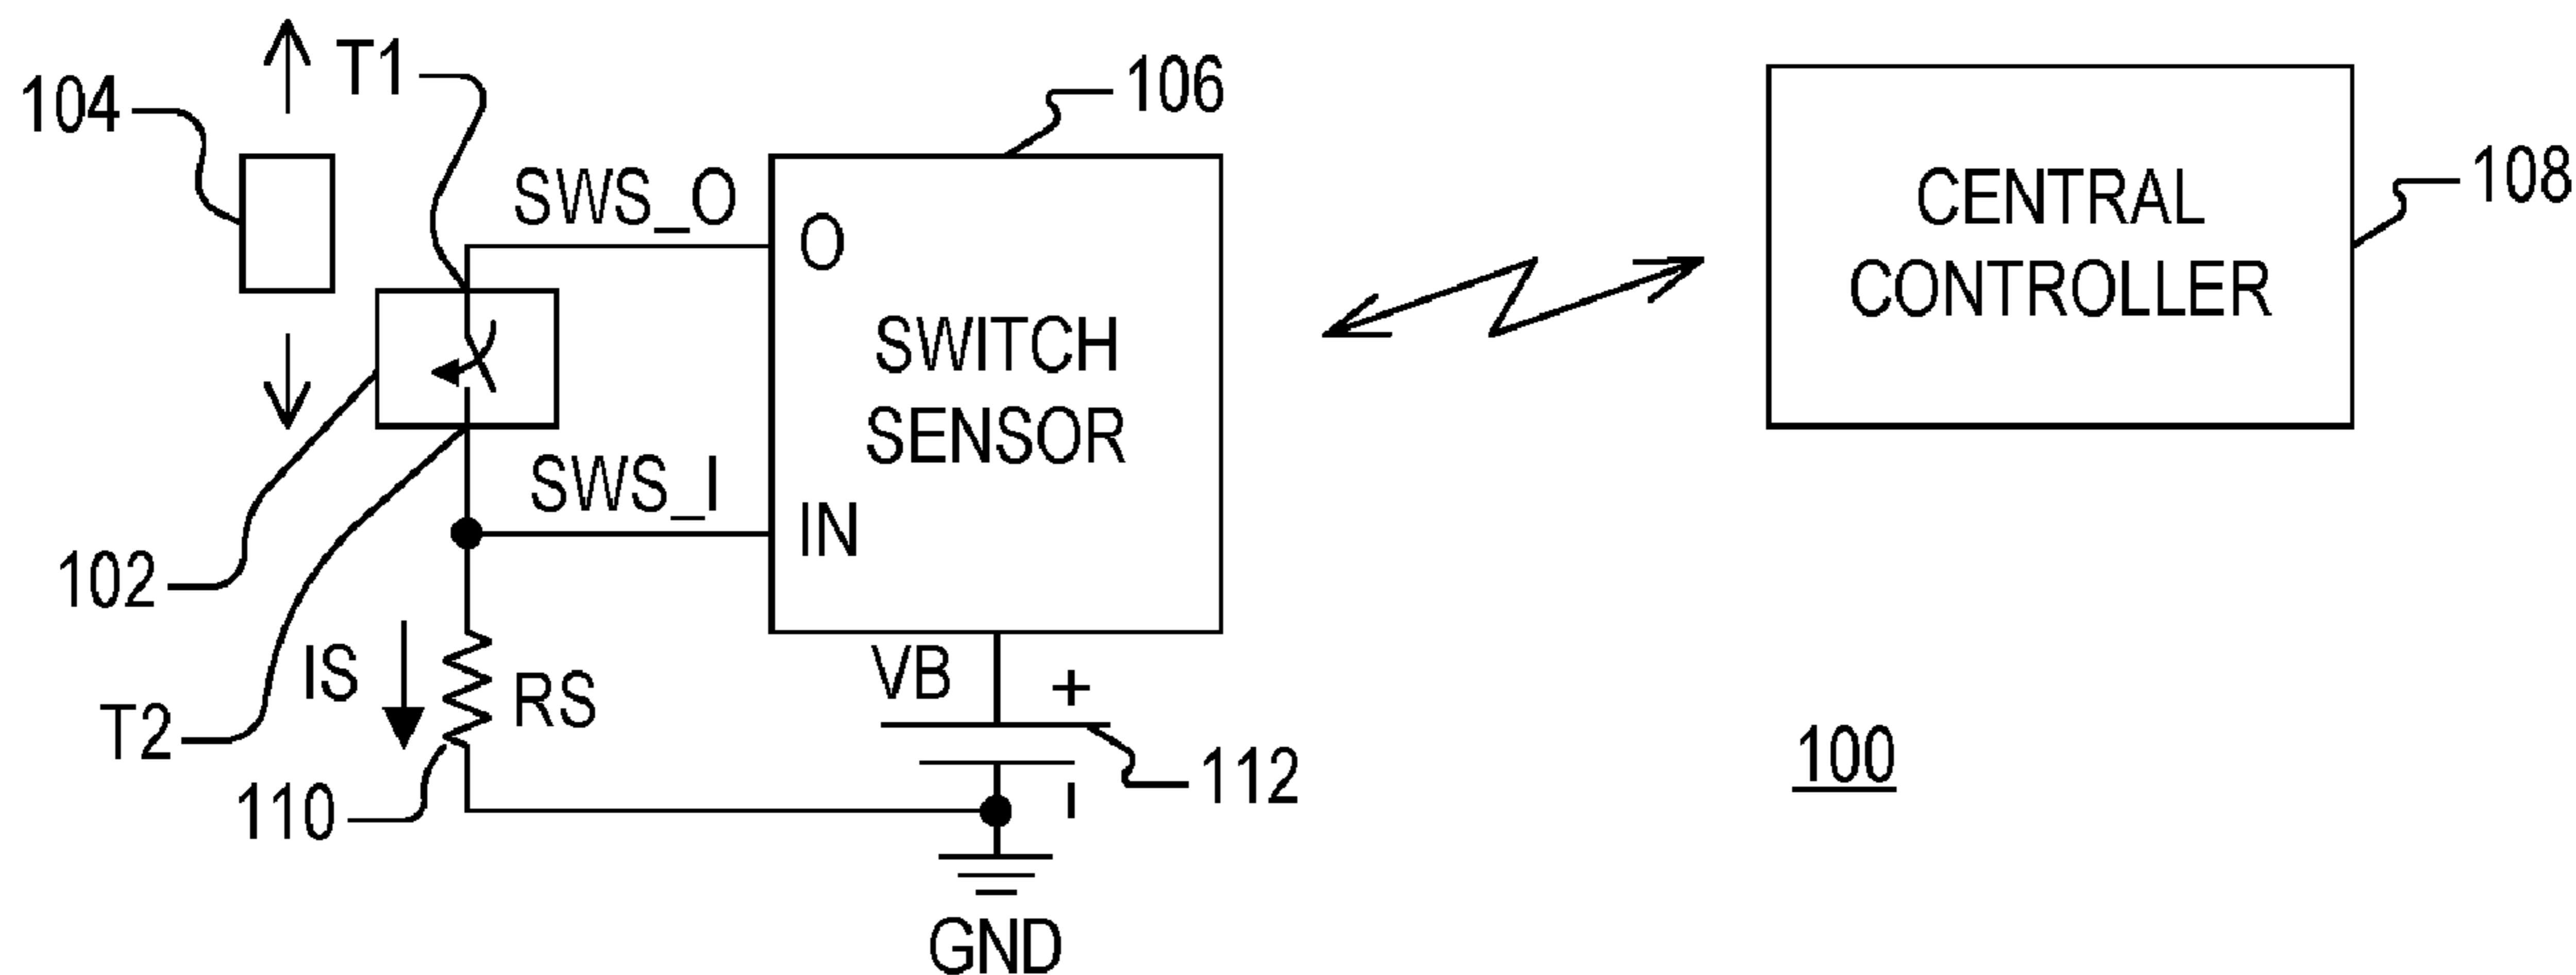 T1
104
106
SWS_O
O
CENTRAL
CONTROLLER
108
SWITCH
SENSOR
SWS_I
IN
102
IS
RS
VB
+
T2
110
112
-
100
GND